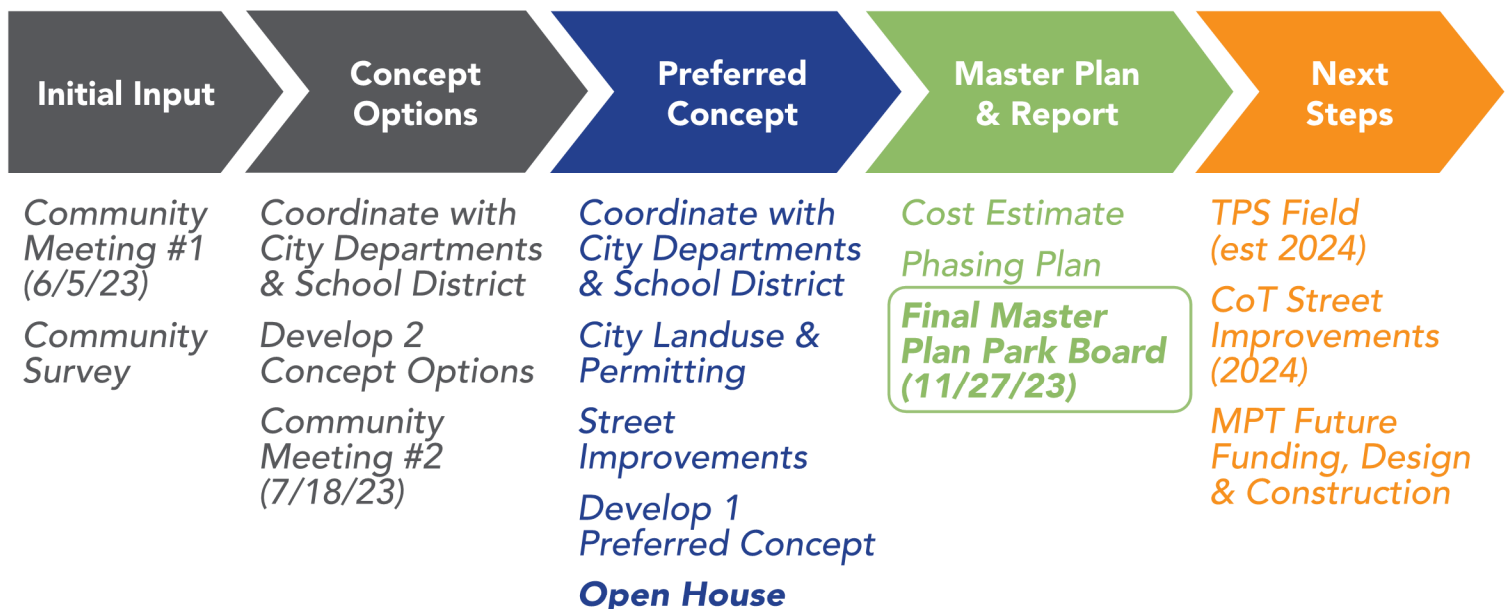 Initial Input
Concept
Options
Preferred
Concept
Master Plan
& Report
Next
Steps
Community
Meeting #1
(6/5/23)
Community
Survey
Coordinate with
City Departments
& School District
Develop 2
Concept Options
Community
Meeting #2
(7/18/23)
Coordinate with
City Departments
& School District
City Landuse &
Permitting
Street
Improvements
Develop 1
Preferred Concept
Open House
Cost Estimate
Phasing Plan
Final Master
Plan Park Board
(11/27/23)
TPS Field
(est 2024)
CoT Street
Improvements
(2024)
MPT Future
Funding, Design
& Construction